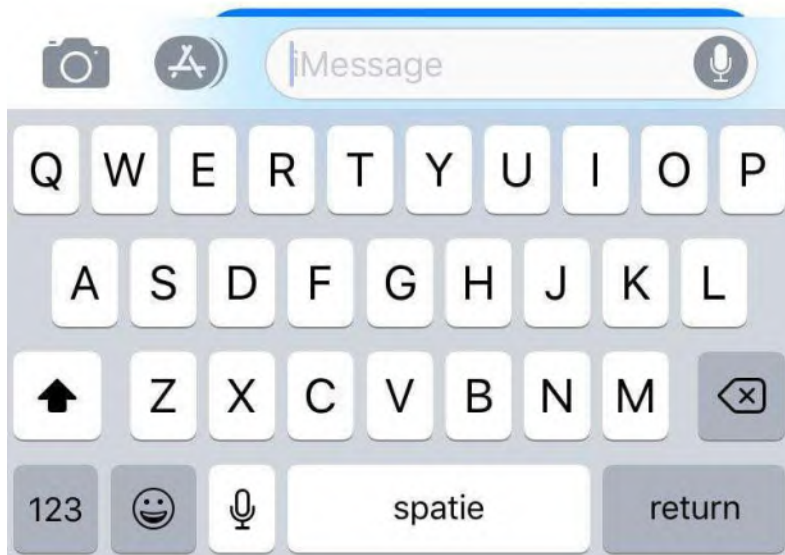 iMessage
Q W E R T Y U I O P
A S D F G H J K L
Z X C V B N M
123 spatie return